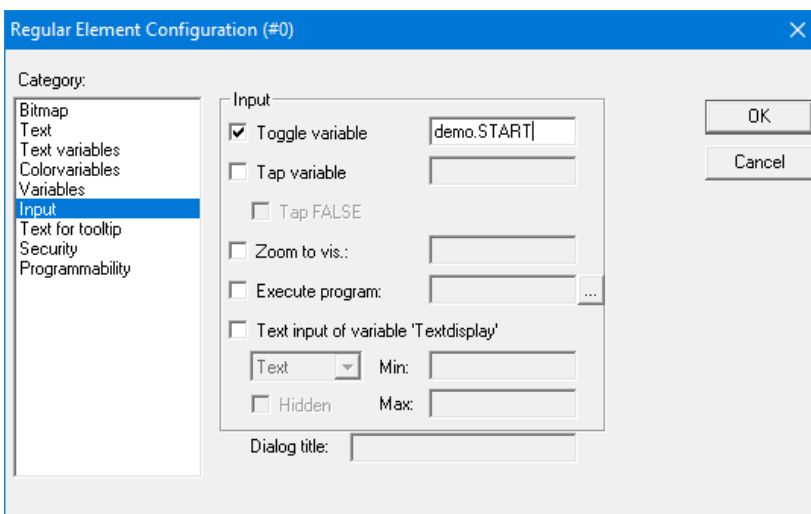 Regular Element Configuration (#0)
Category:
Bitmap
Text
Text variables
Colorvariables
Variables
Input
Text for tooltip
Security
Programmability
Input
Toggle variable demo.START
Tap variable
Tap FALSE
Zoom to vis.:
Execute program: ...
Text input of variable 'Textdisplay'
Text Min:
Hidden Max:
Dialog title:
OK
Cancel